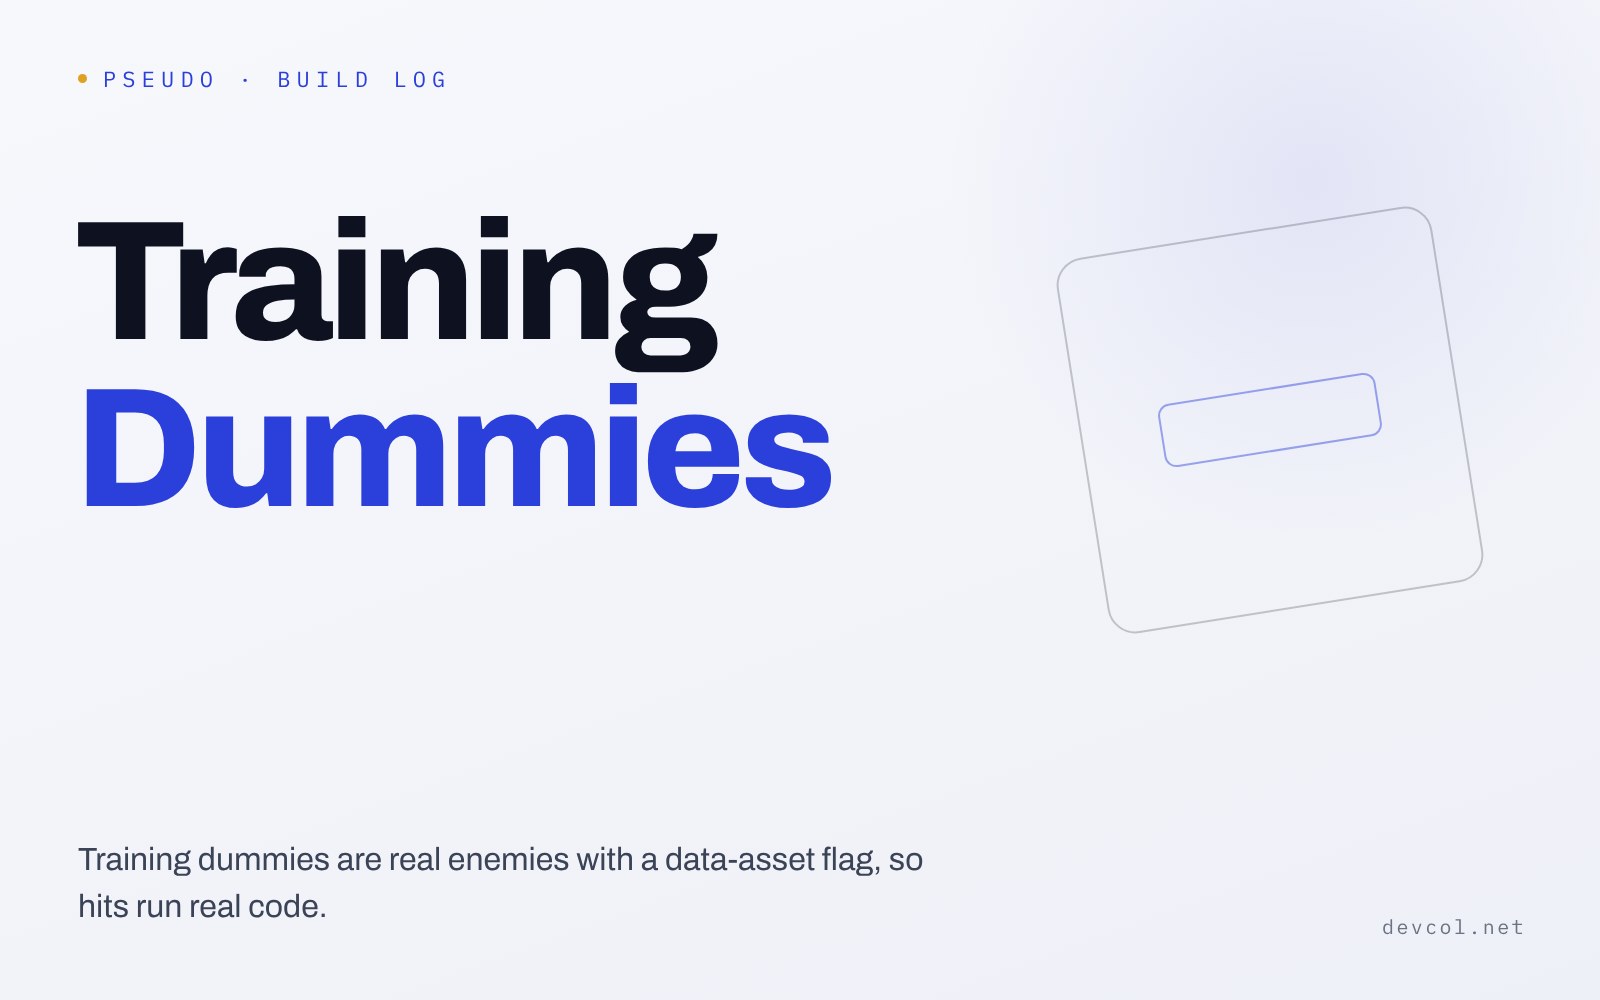 PSEUDO · BUILD LOG
Training
Dummies
Training dummies are real enemies with a data-asset flag, so
hits run real code.
devcol.net